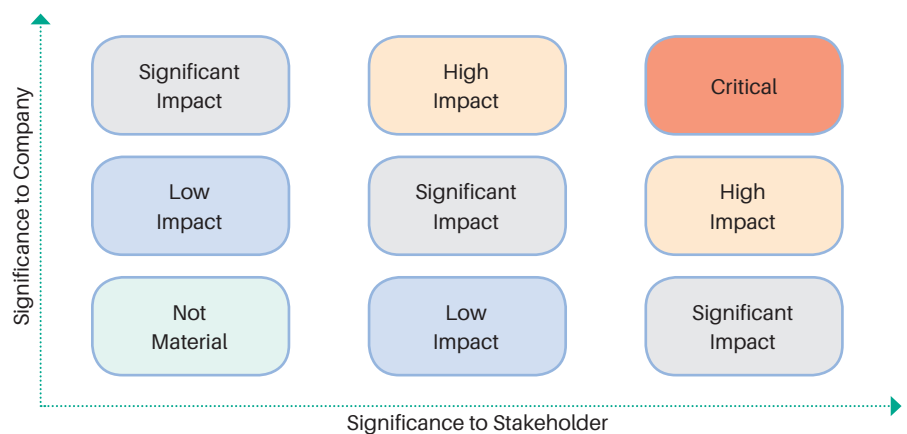 Significance to Company
Significant
Impact
High
Impact
Critical
Low
Impact
Significant
Impact
High
Impact
Not
Material
Low
Impact
Significant
Impact
Significance to Stakeholder